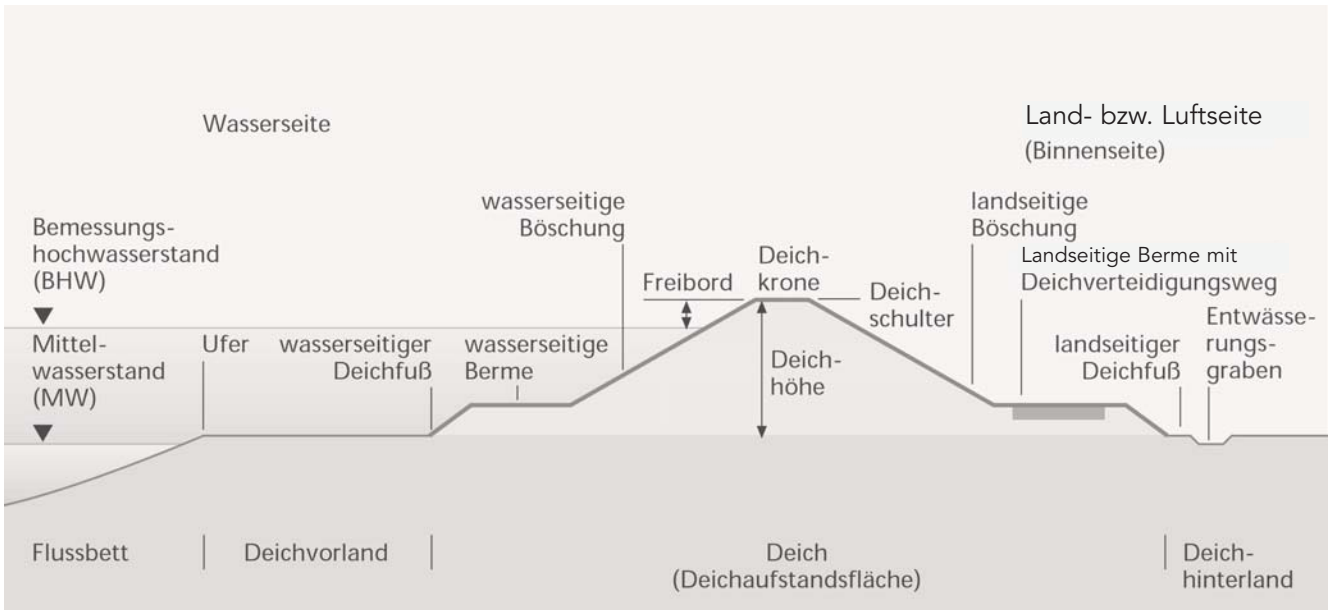 Wasserseite
Land- bzw. Luftseite
(Binnenseite)
Bemessungs-
hochwasserstand
(BHW)
wasserseitige
Böschung
Freibord
Deich-
krone
Deich-
schulter
landseitige
Böschung
Landseitige Berme mit
Deichverteidigungsweg
Mittel-
wasserstand
(MW)
Ufer
wasserseitiger
Deichfuß
wasserseitige
Berme
Deich-
höhe
landseitiger
Deichfuß
Entwässe-
rungs-
graben
Flussbett
Deichvorland
Deich
(Deichaufstandsfläche)
Deich-
hinterland